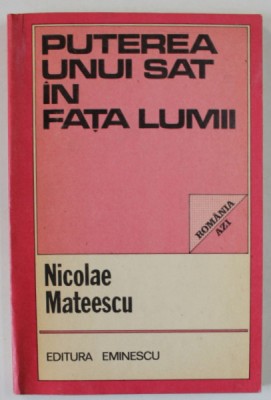 PUTEREA
UNUI SAT
ÎN
FAȚA LUMII
ROMÂNIA
AZI
Nicolae
Mateescu
EDITURA EMINESCU